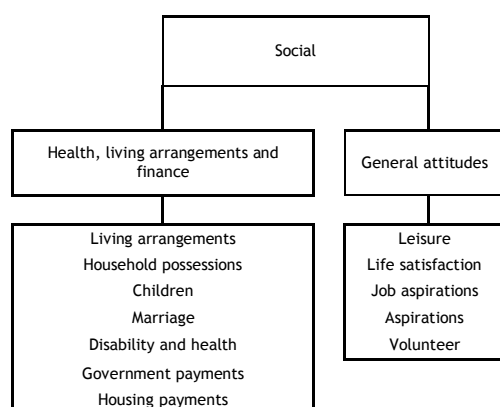 Social
Health, living arrangements and
finance
General attitudes
Living arrangements
Household possessions
Children
Marriage
Disability and health
Government payments
Housing payments
Leisure
Life satisfaction
Job aspirations
Aspirations
Volunteer